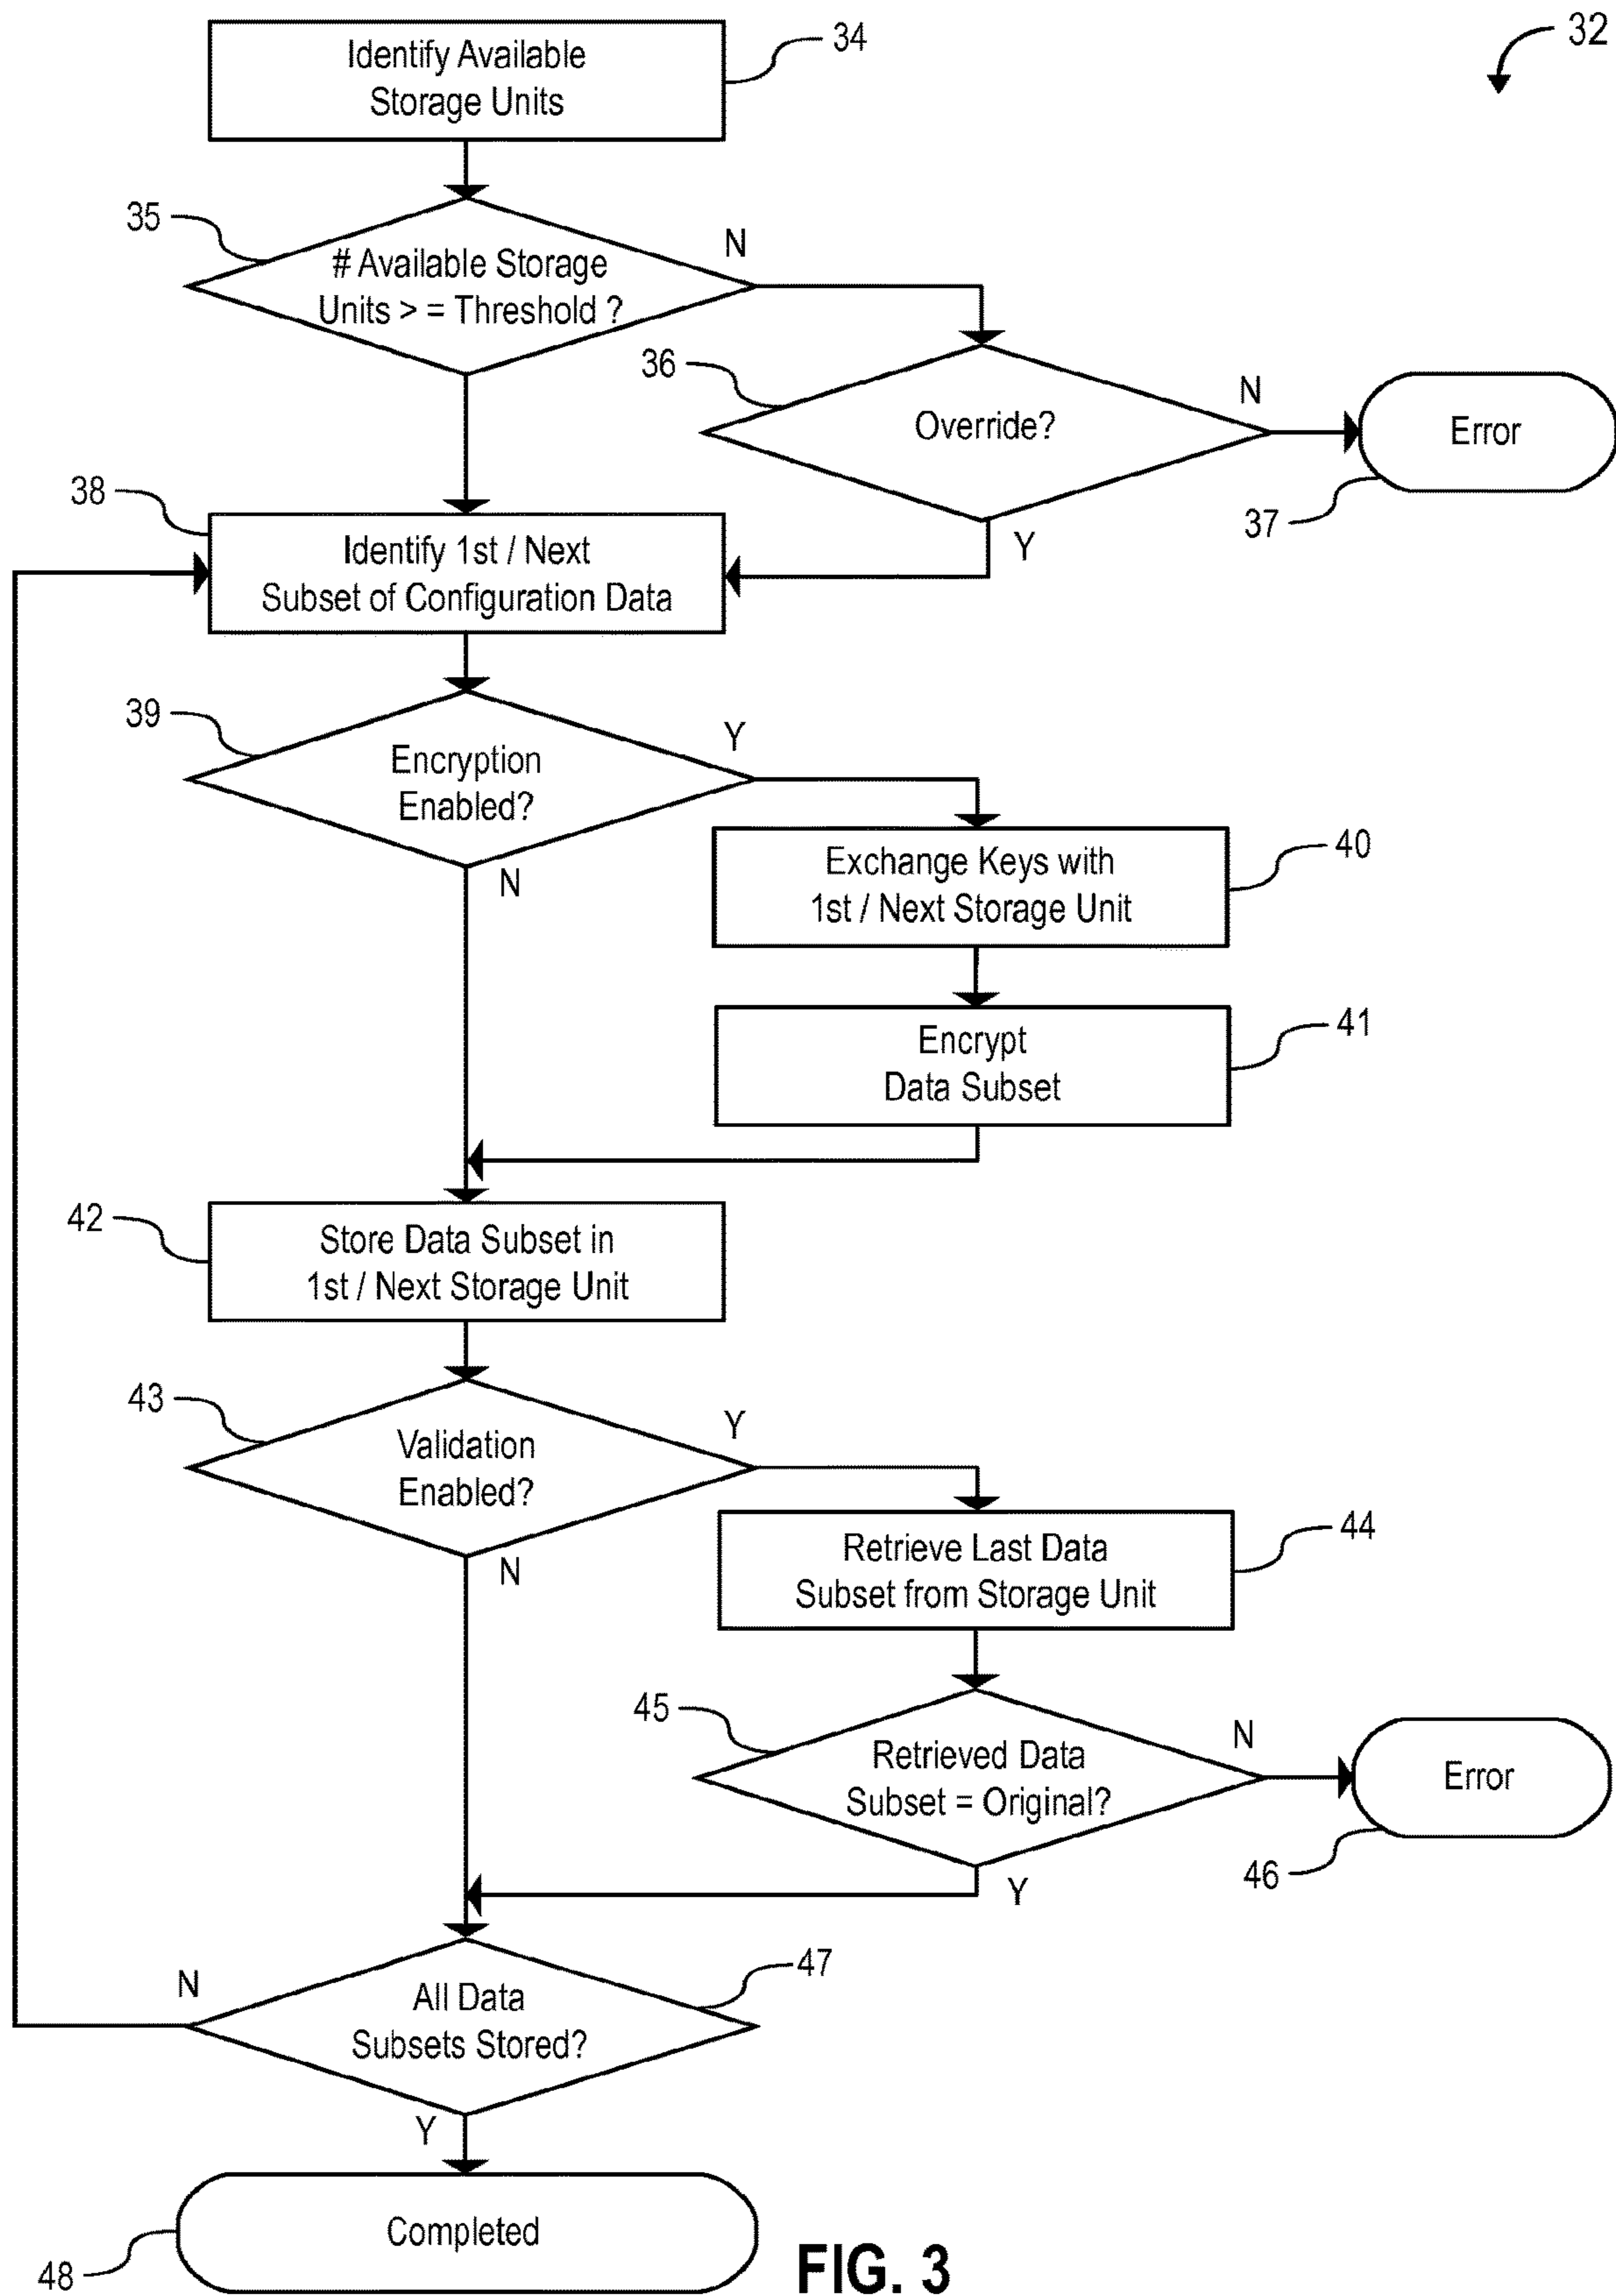 34
32
Identify Available
Storage Units
35
N
# Available Storage
Units > = Threshold ?
36
N
Override?
Error
37
Y
38
Identify 1st / Next
Subset of Configuration Data
39
Y
Encryption
Enabled?
N
40
Exchange Keys with
1st / Next Storage Unit
41
Encrypt
Data Subset
42
Store Data Subset in
1st / Next Storage Unit
43
Y
Validation
Enabled?
N
44
Retrieve Last Data
Subset from Storage Unit
45
N
Retrieved Data
Subset = Original?
Error
46
Y
47
N
All Data
Subsets Stored?
Y
Completed
48
FIG. 3